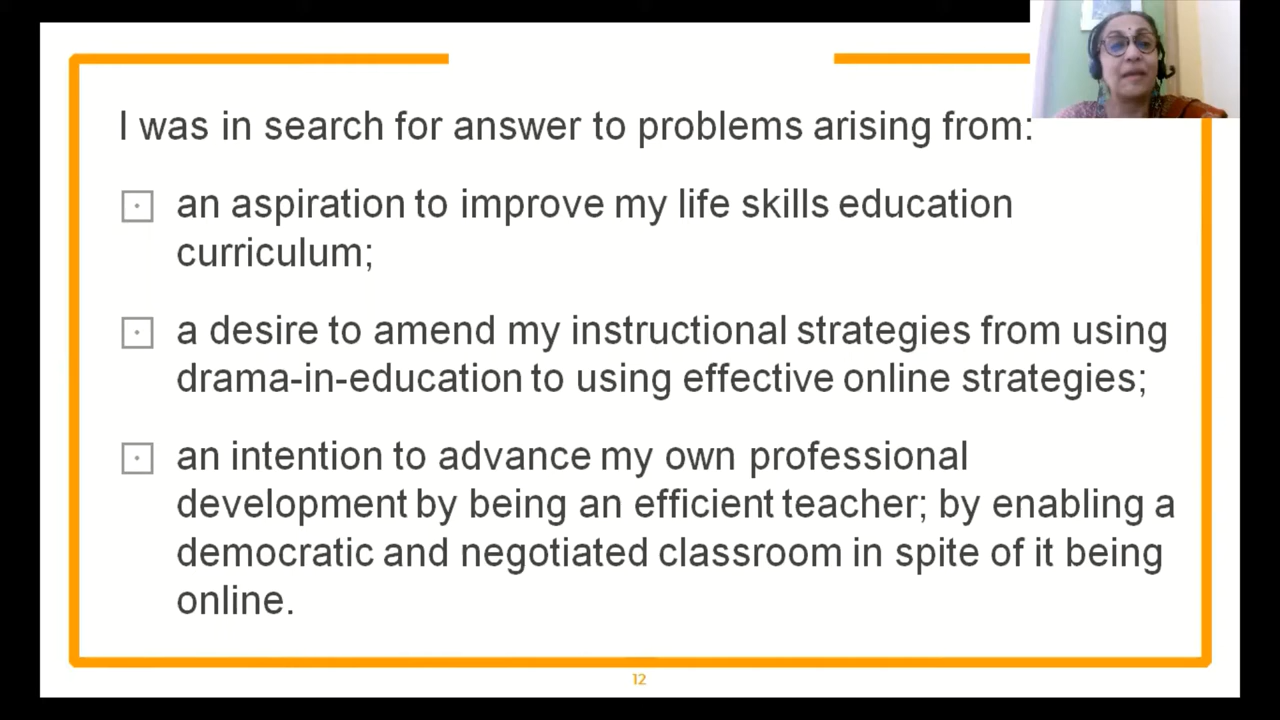 I was in search for answer to problems arising from:
an aspiration to improve my life skills education
curriculum;
a desire to amend my instructional strategies from using
drama-in-education to using effective online strategies;
an intention to advance my own professional
development by being an efficient teacher; by enabling a
democratic and negotiated classroom in spite of it being
online.
12